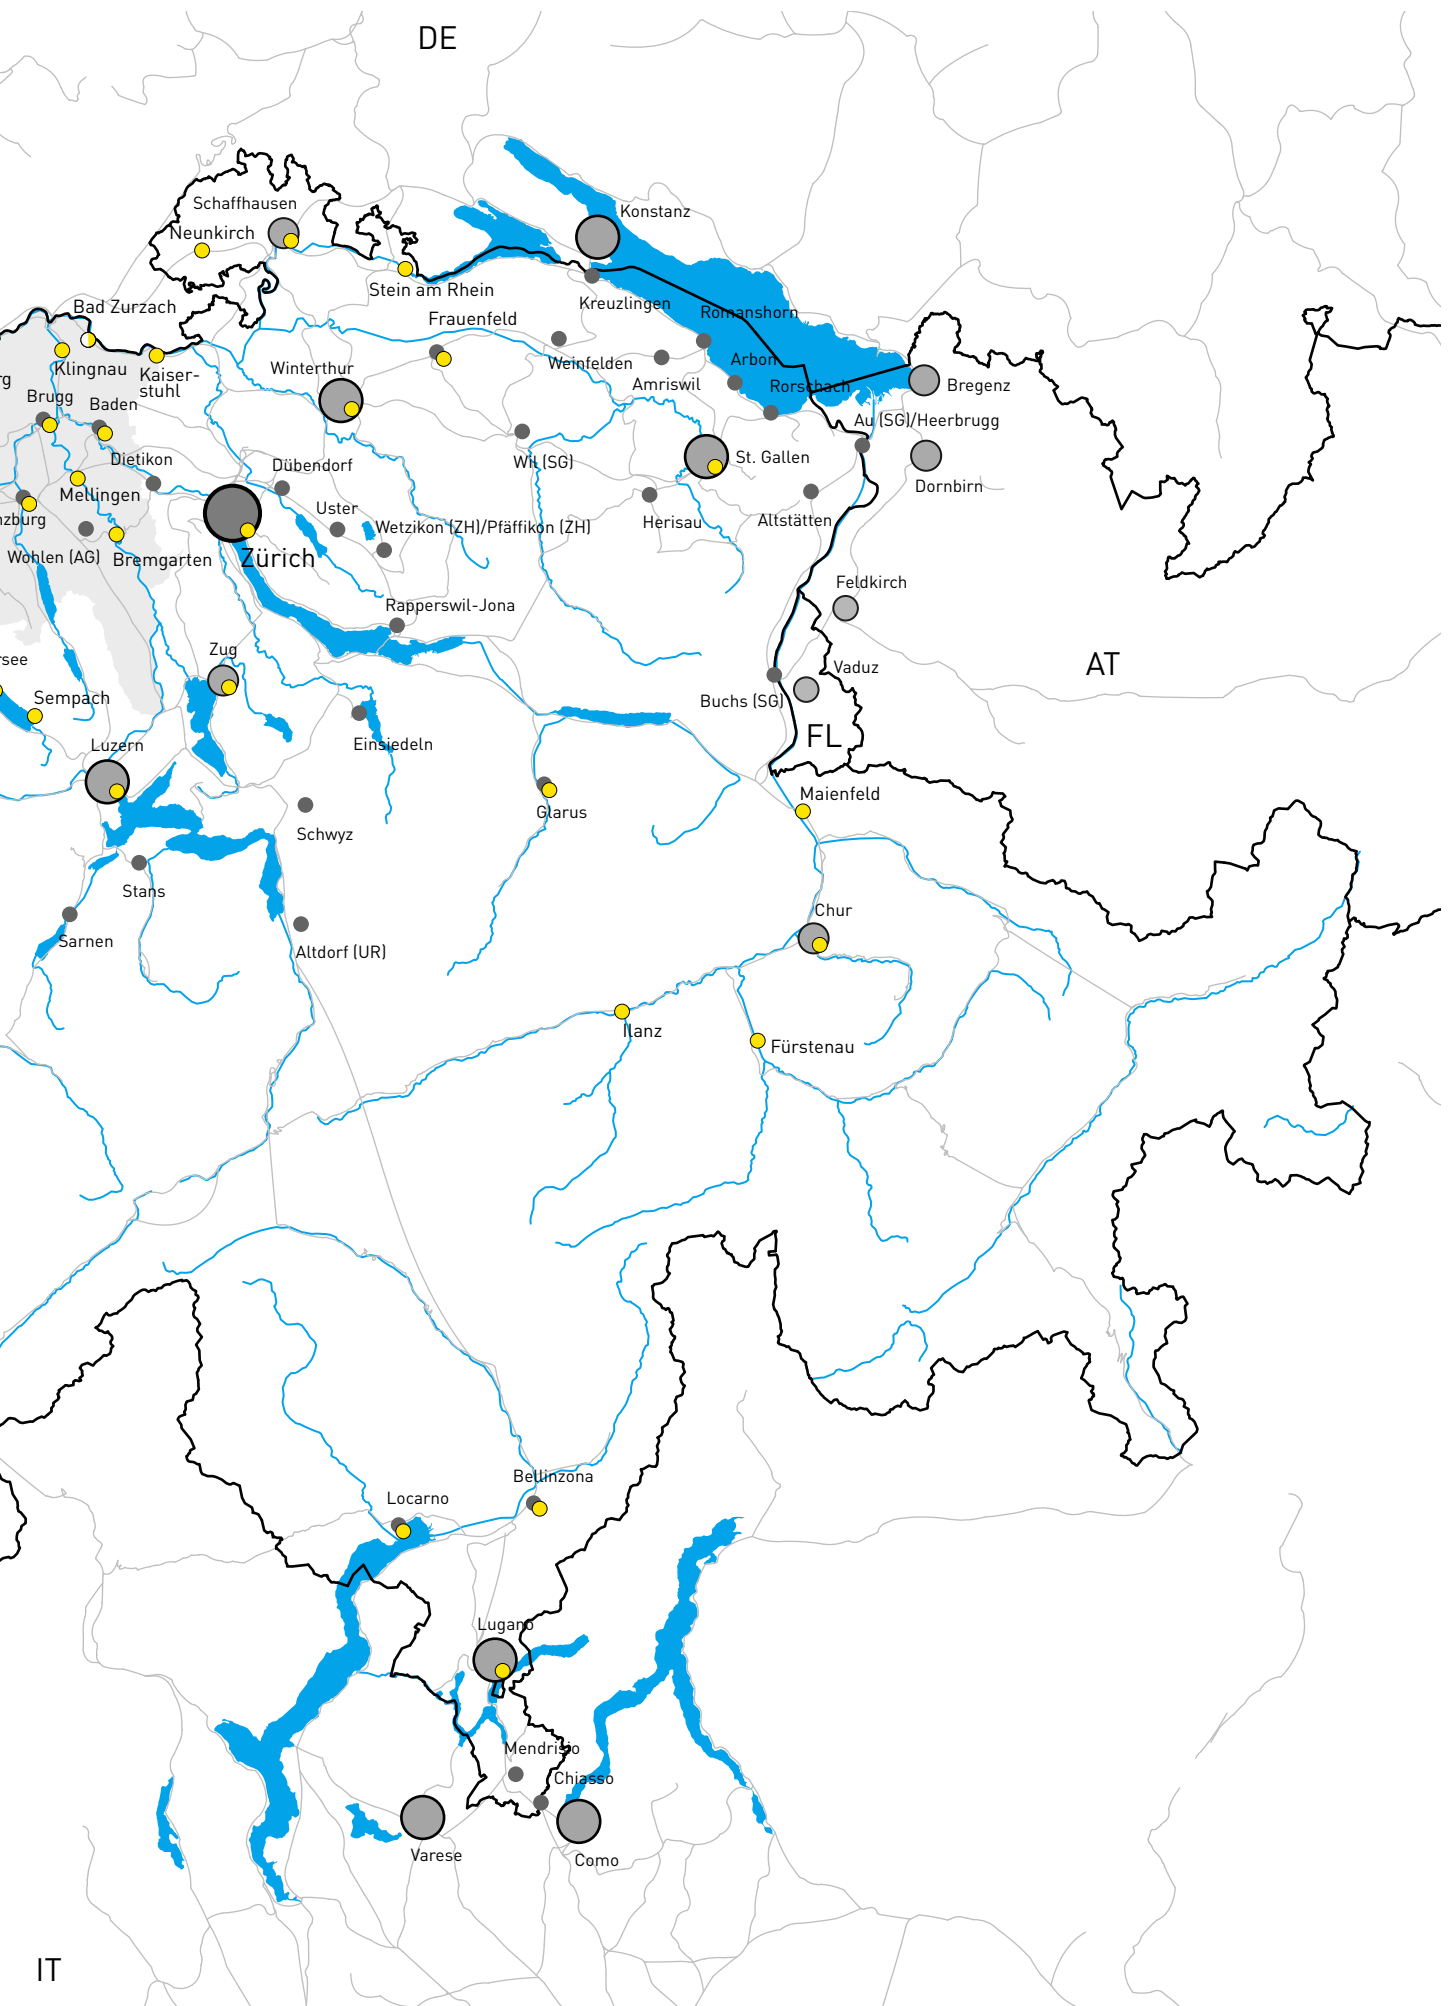 DE
Schaffhausen
Konstanz
Neunkirch
Stein am Rhein
Kreuzlingen
Bad Zurzach
Romanshorn
Frauenfeld
Weinfelden
Arbon
Klingnau
Kaiser-
stuhl
Winterthur
Amriswil
Rorschach
Bregenz
rg
Brugg
Baden
Au (SG)/Heerbrugg
Dietikon
Dübendorf
Wil (SG)
St. Gallen
Dornbirn
Mellingen
Uster
nzburg
Wetzikon (ZH)/Pfäffikon (ZH)
Herisau
Altstätten
Wohlen (AG)
Bremgarten
Zürich
Feldkirch
Rapperswil-Jona
Zug
rsee
Vaduz
AT
Sempach
Buchs (SG)
Luzern
Einsiedeln
FL
Maienfeld
Glarus
Schwyz
Stans
Chur
Sarnen
Altdorf (UR)
Ilanz
Fürstenau
Bellinzona
Locarno
Lugano
Mendrisio
Chiasso
Varese
Como
IT